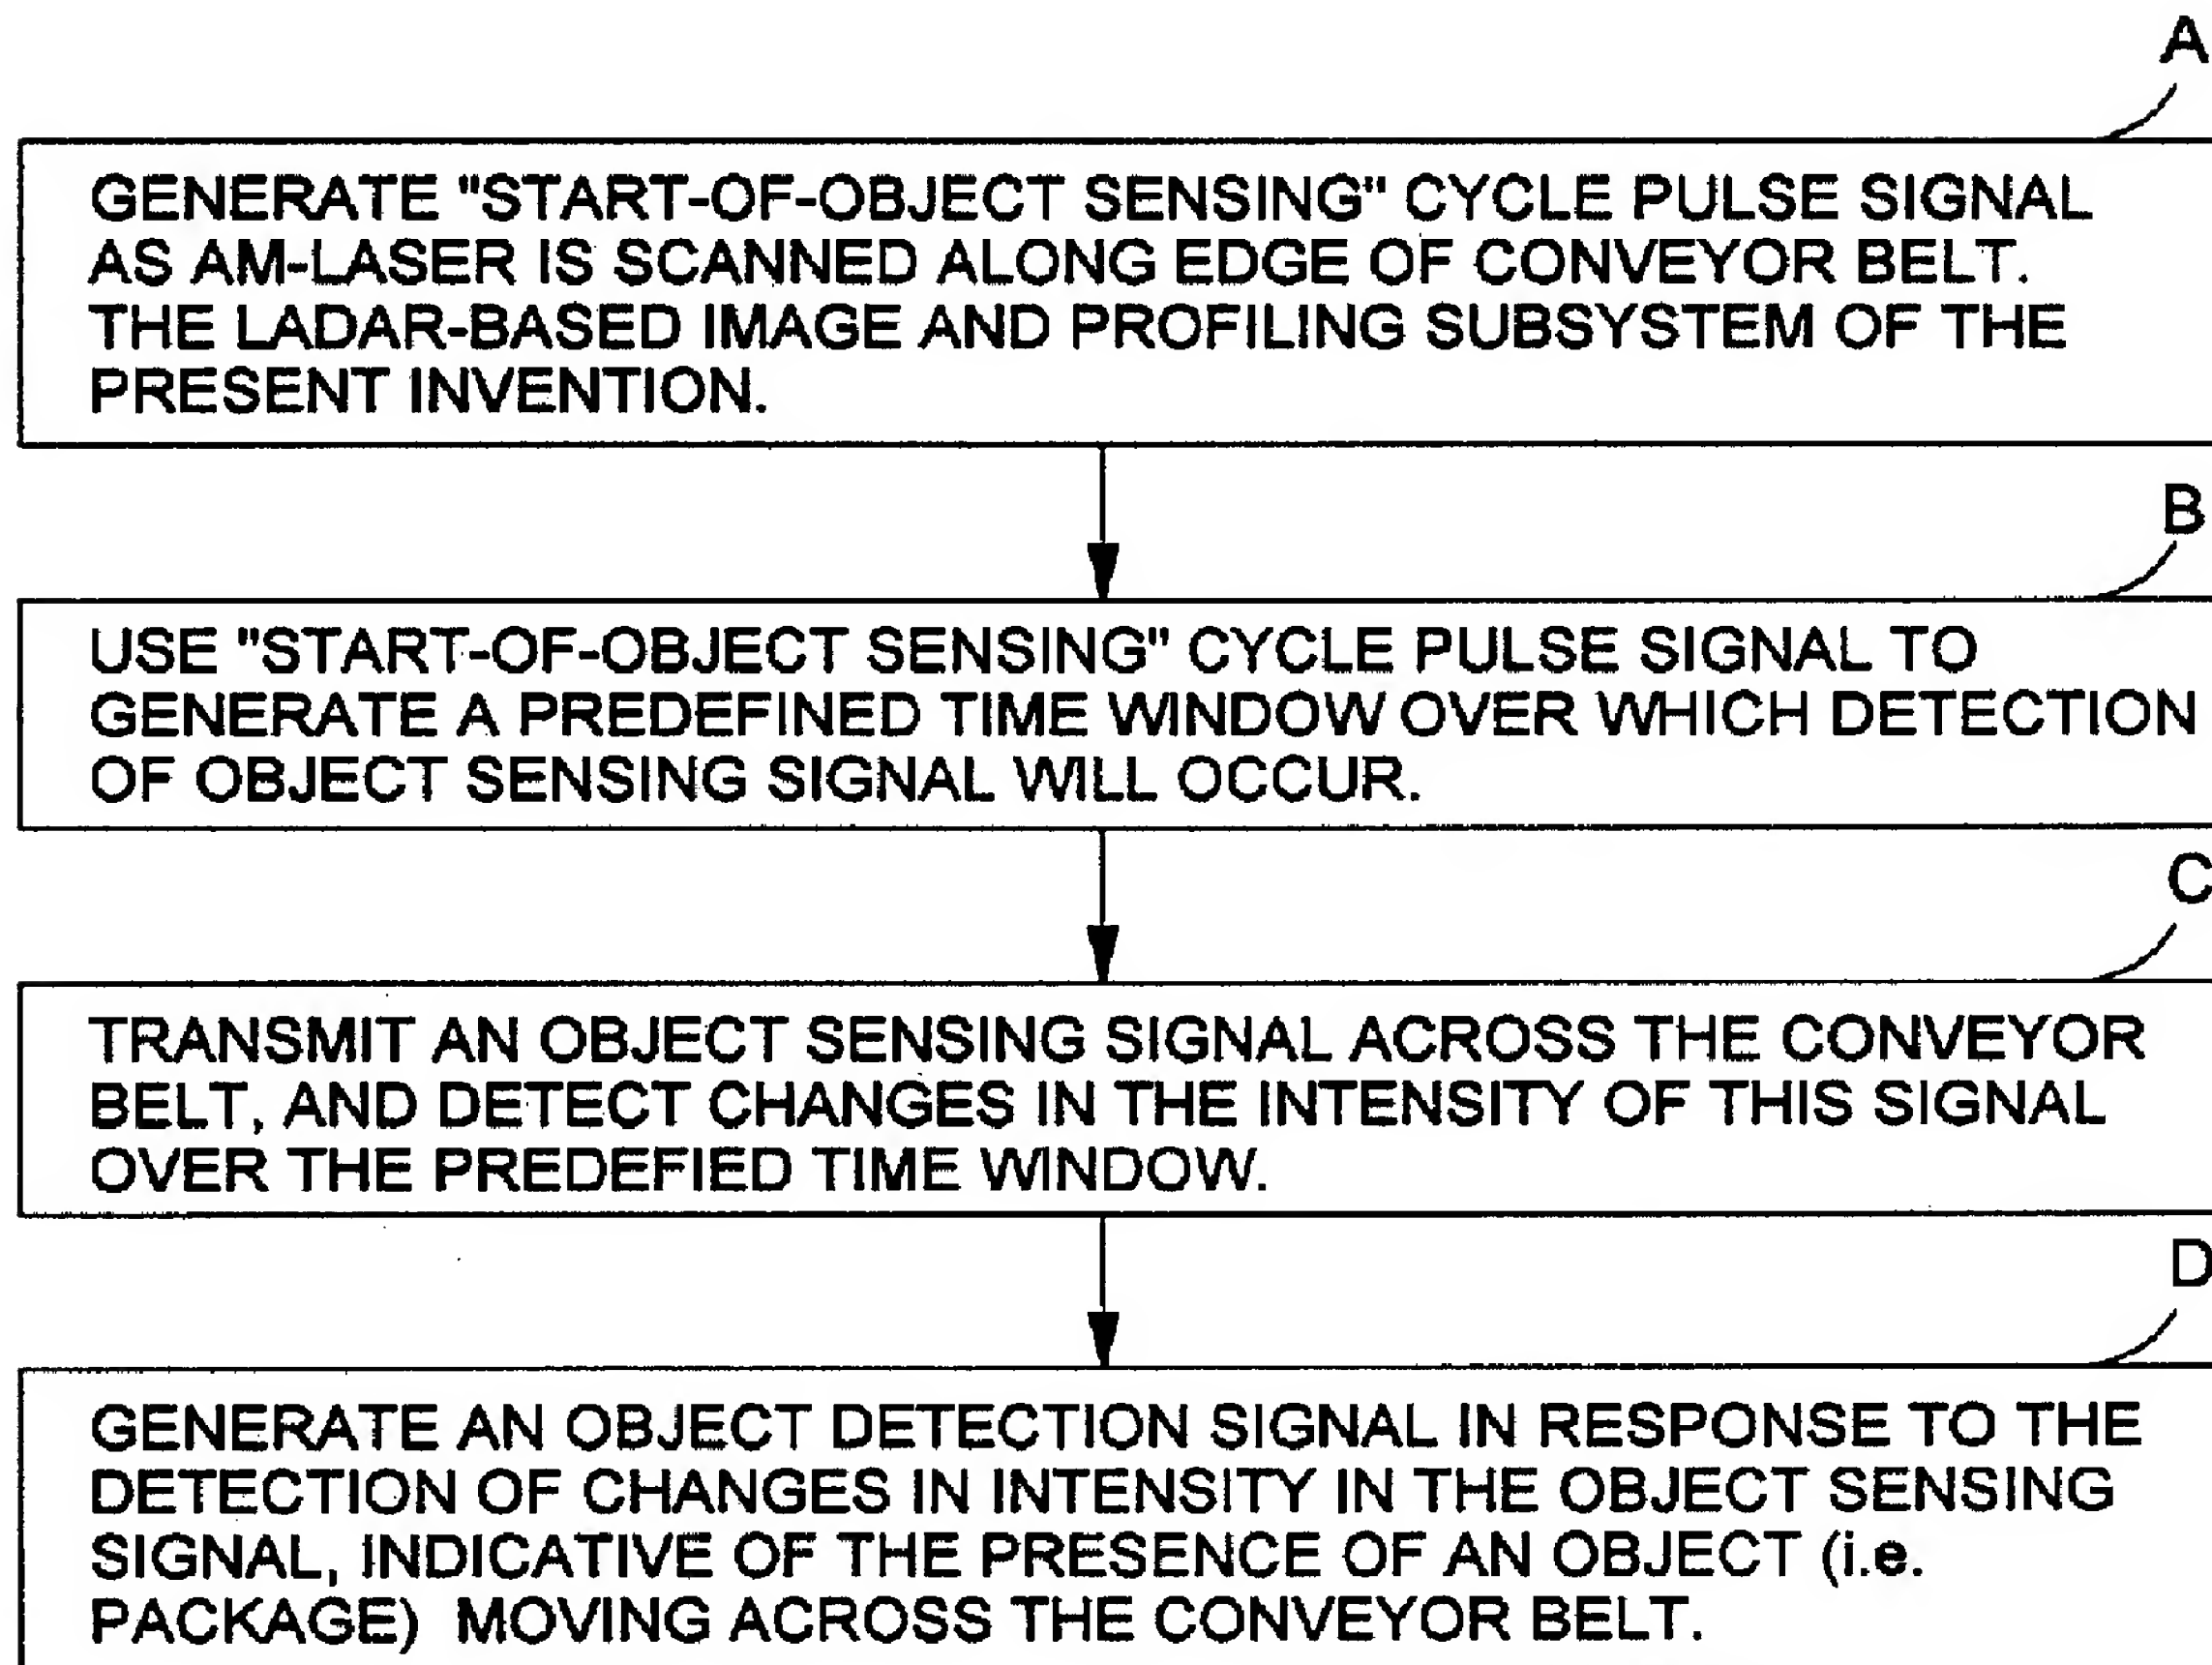 A
GENERATE "START-OF-OBJECT SENSING" CYCLE PULSE SIGNAL
AS AM-LASER IS SCANNED ALONG EDGE OF CONVEYOR BELT.
THE LADAR-BASED IMAGE AND PROFILING SUBSYSTEM OF THE
PRESENT INVENTION.
B
USE "START-OF-OBJECT SENSING" CYCLE PULSE SIGNAL TO
GENERATE A PREDEFINED TIME WINDOW OVER WHICH DETECTION
OF OBJECT SENSING SIGNAL WILL OCCUR.
C
TRANSMIT AN OBJECT SENSING SIGNAL ACROSS THE CONVEYOR
BELT, AND DETECT CHANGES IN THE INTENSITY OF THIS SIGNAL
OVER THE PREDEFIED TIME WINDOW.
D
GENERATE AN OBJECT DETECTION SIGNAL IN RESPONSE TO THE
DETECTION OF CHANGES IN INTENSITY IN THE OBJECT SENSING
SIGNAL, INDICATIVE OF THE PRESENCE OF AN OBJECT (i.e.
PACKAGE) MOVING ACROSS THE CONVEYOR BELT.